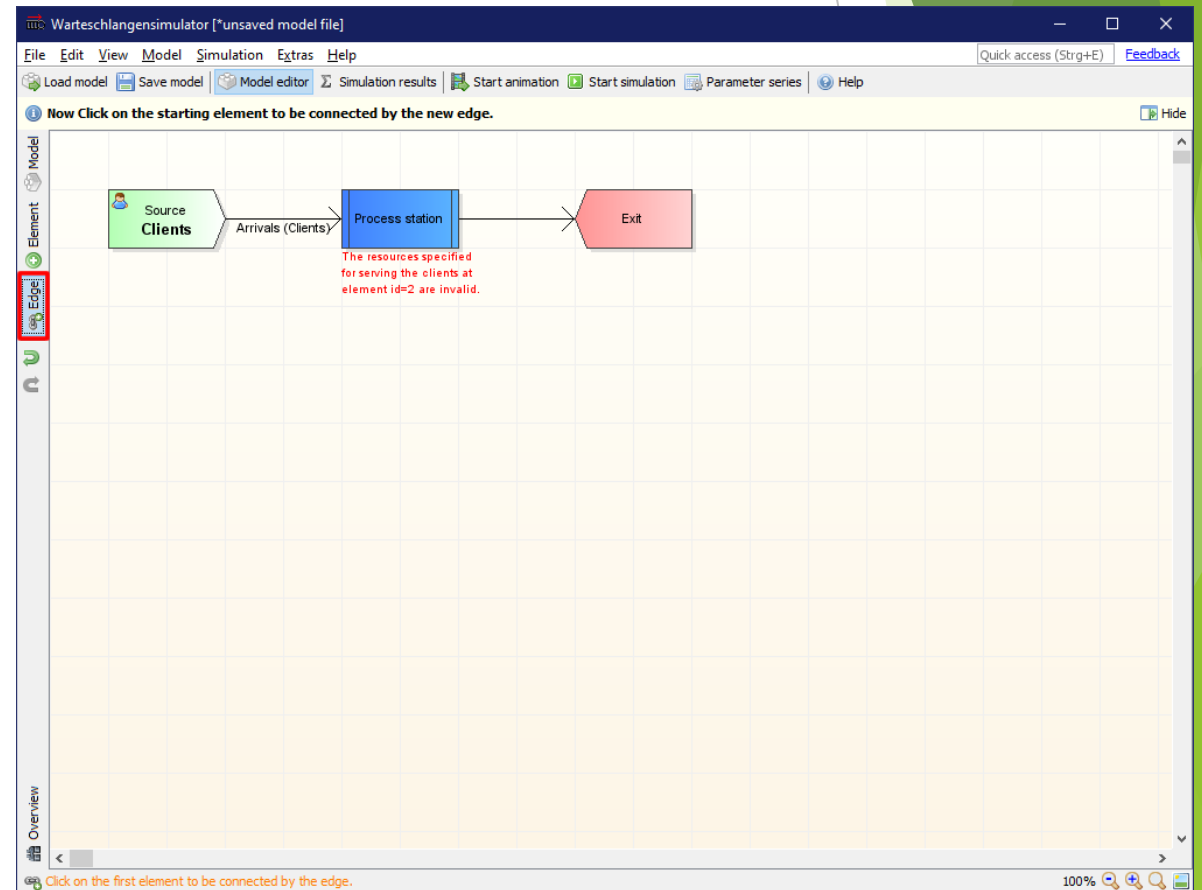 Warteschlangensimulator [*unsaved model file]
File Edit View Model Simulation Extras Help Quick access (Strg+E) Feedback
Load model Save model Model editor Σ Simulation results Start animation Start simulation Parameter series Help
Now Click on the starting element to be connected by the new edge. Hide
Model
Element
Edge
Source
Clients
Arrivals (Clients)
Process station
Exit
The resources specified
for serving the clients at
element id=2 are invalid.
Overview
Click on the first element to be connected by the edge. 100%